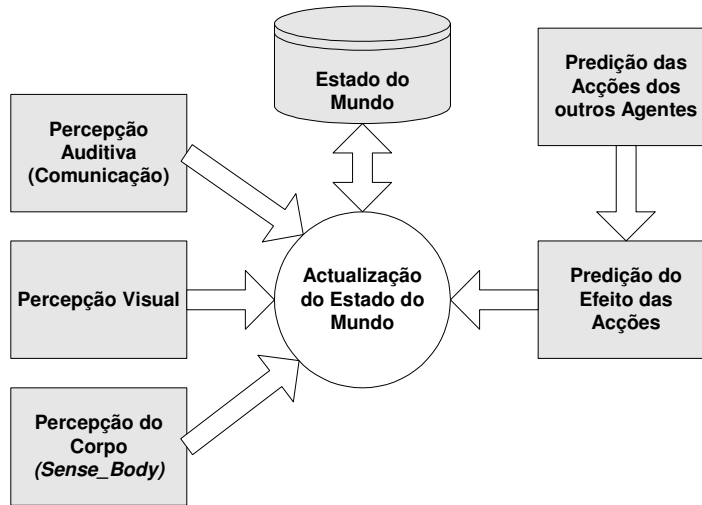 Estado do
Mundo
Predição das
Acções dos
outros Agentes
Percepção
Auditiva
(Comunicação)
Percepção Visual
Actualização
do Estado do
Mundo
Predição do
Efeito das
Acções
Percepção do
Corpo
(Sense_Body)